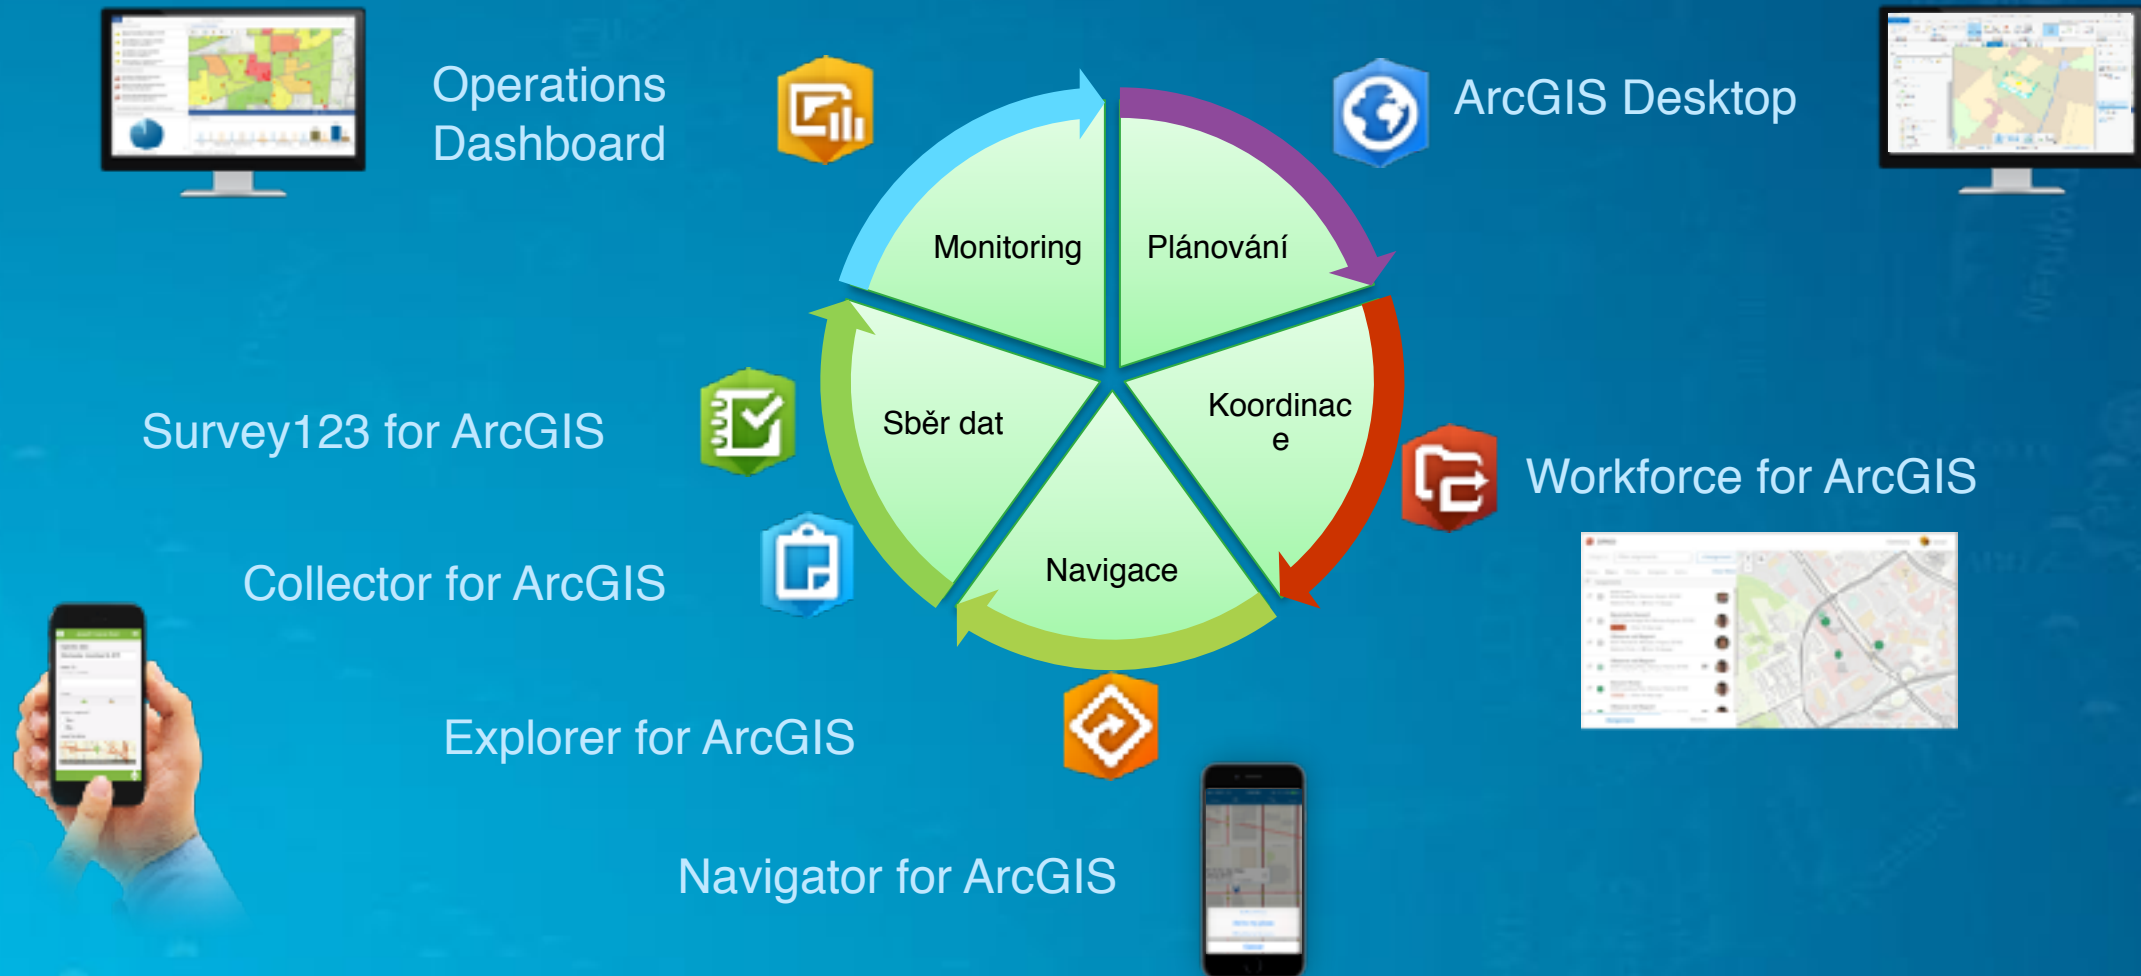 Operations
Dashboard
ArcGIS Desktop
Monitoring
Plánování
Sběr dat
Koordinac
e
Survey123 for ArcGIS
Workforce for ArcGIS
Navigace
Collector for ArcGIS
Explorer for ArcGIS
Navigator for ArcGIS